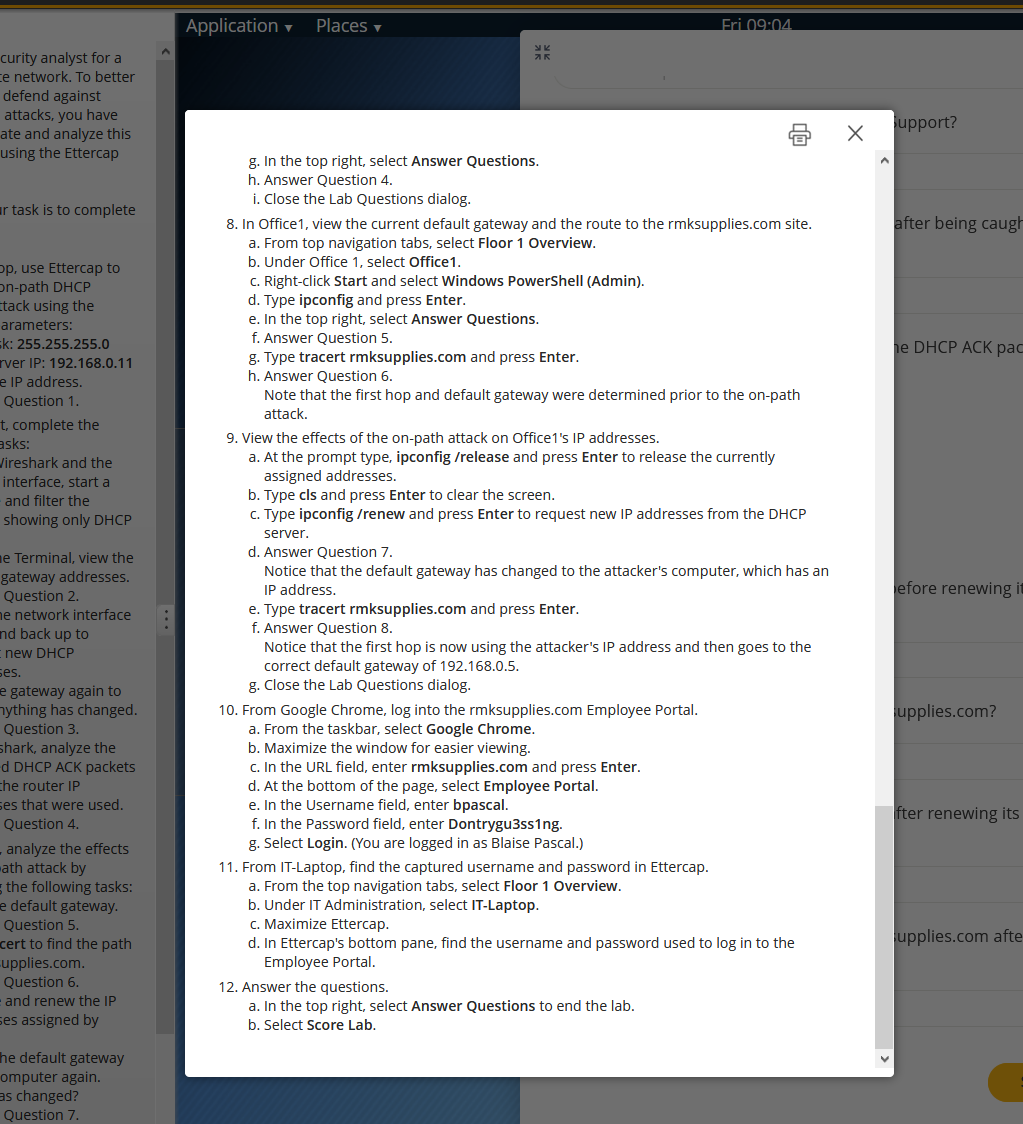 Application ▼ Places ▼ Fri 09:04
curity analyst for a
te network. To better
defend against
attacks, you have
ate and analyze this
using the Ettercap
r task is to complete
op, use Ettercap to
on-path DHCP
ttack using the
arameters:
k: 255.255.255.0
rver IP: 192.168.0.11
e IP address.
Question 1.
t, complete the
asks:
Wireshark and the
interface, start a
and filter the
showing only DHCP
e Terminal, view the
gateway addresses.
Question 2.
he network interface
nd back up to
new DHCP
ses.
e gateway again to
nything has changed.
Question 3.
shark, analyze the
d DHCP ACK packets
the router IP
ses that were used.
Question 4.
, analyze the effects
path attack by
g the following tasks:
e default gateway.
Question 5.
cert to find the path
supplies.com.
Question 6.
and renew the IP
ses assigned by
he default gateway
omputer again.
as changed?
Question 7.
g. In the top right, select Answer Questions.
h. Answer Question 4.
i. Close the Lab Questions dialog.
8. In Office1, view the current default gateway and the route to the rmksupplies.com site.
a. From top navigation tabs, select Floor 1 Overview.
b. Under Office 1, select Office1.
c. Right-click Start and select Windows PowerShell (Admin).
d. Type ipconfig and press Enter.
e. In the top right, select Answer Questions.
f. Answer Question 5.
g. Type tracert rmksupplies.com and press Enter.
h. Answer Question 6.
Note that the first hop and default gateway were determined prior to the on-path
attack.
9. View the effects of the on-path attack on Office1's IP addresses.
a. At the prompt type, ipconfig /release and press Enter to release the currently
assigned addresses.
b. Type cls and press Enter to clear the screen.
c. Type ipconfig /renew and press Enter to request new IP addresses from the DHCP
server.
d. Answer Question 7.
Notice that the default gateway has changed to the attacker's computer, which has an
IP address.
e. Type tracert rmksupplies.com and press Enter.
f. Answer Question 8.
Notice that the first hop is now using the attacker's IP address and then goes to the
correct default gateway of 192.168.0.5.
g. Close the Lab Questions dialog.
10. From Google Chrome, log into the rmksupplies.com Employee Portal.
a. From the taskbar, select Google Chrome.
b. Maximize the window for easier viewing.
c. In the URL field, enter rmksupplies.com and press Enter.
d. At the bottom of the page, select Employee Portal.
e. In the Username field, enter bpascal.
f. In the Password field, enter Dontrygu3ss1ng.
g. Select Login. (You are logged in as Blaise Pascal.)
11. From IT-Laptop, find the captured username and password in Ettercap.
a. From the top navigation tabs, select Floor 1 Overview.
b. Under IT Administration, select IT-Laptop.
c. Maximize Ettercap.
d. In Ettercap's bottom pane, find the username and password used to log in to the
Employee Portal.
12. Answer the questions.
a. In the top right, select Answer Questions to end the lab.
b. Select Score Lab.
Support?
after being caugh
he DHCP ACK pac
before renewing it
supplies.com?
fter renewing its
supplies.com afte